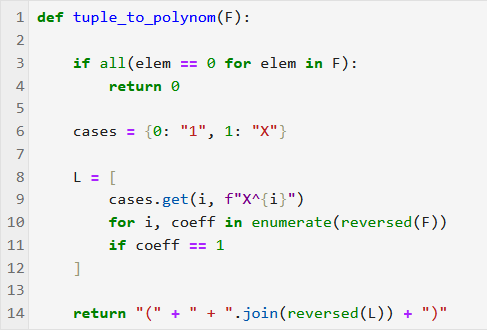 1 def tuple_to_polynom(F):
2
3     if all(elem == 0 for elem in F):
4         return 0
5
6     cases = {0: "1", 1: "X"}
7
8     L = [
9         cases.get(i, f"X^{i}")
10         for i, coeff in enumerate(reversed(F))
11         if coeff == 1
12     ]
13
14     return "(" + " + ".join(reversed(L)) + ")"